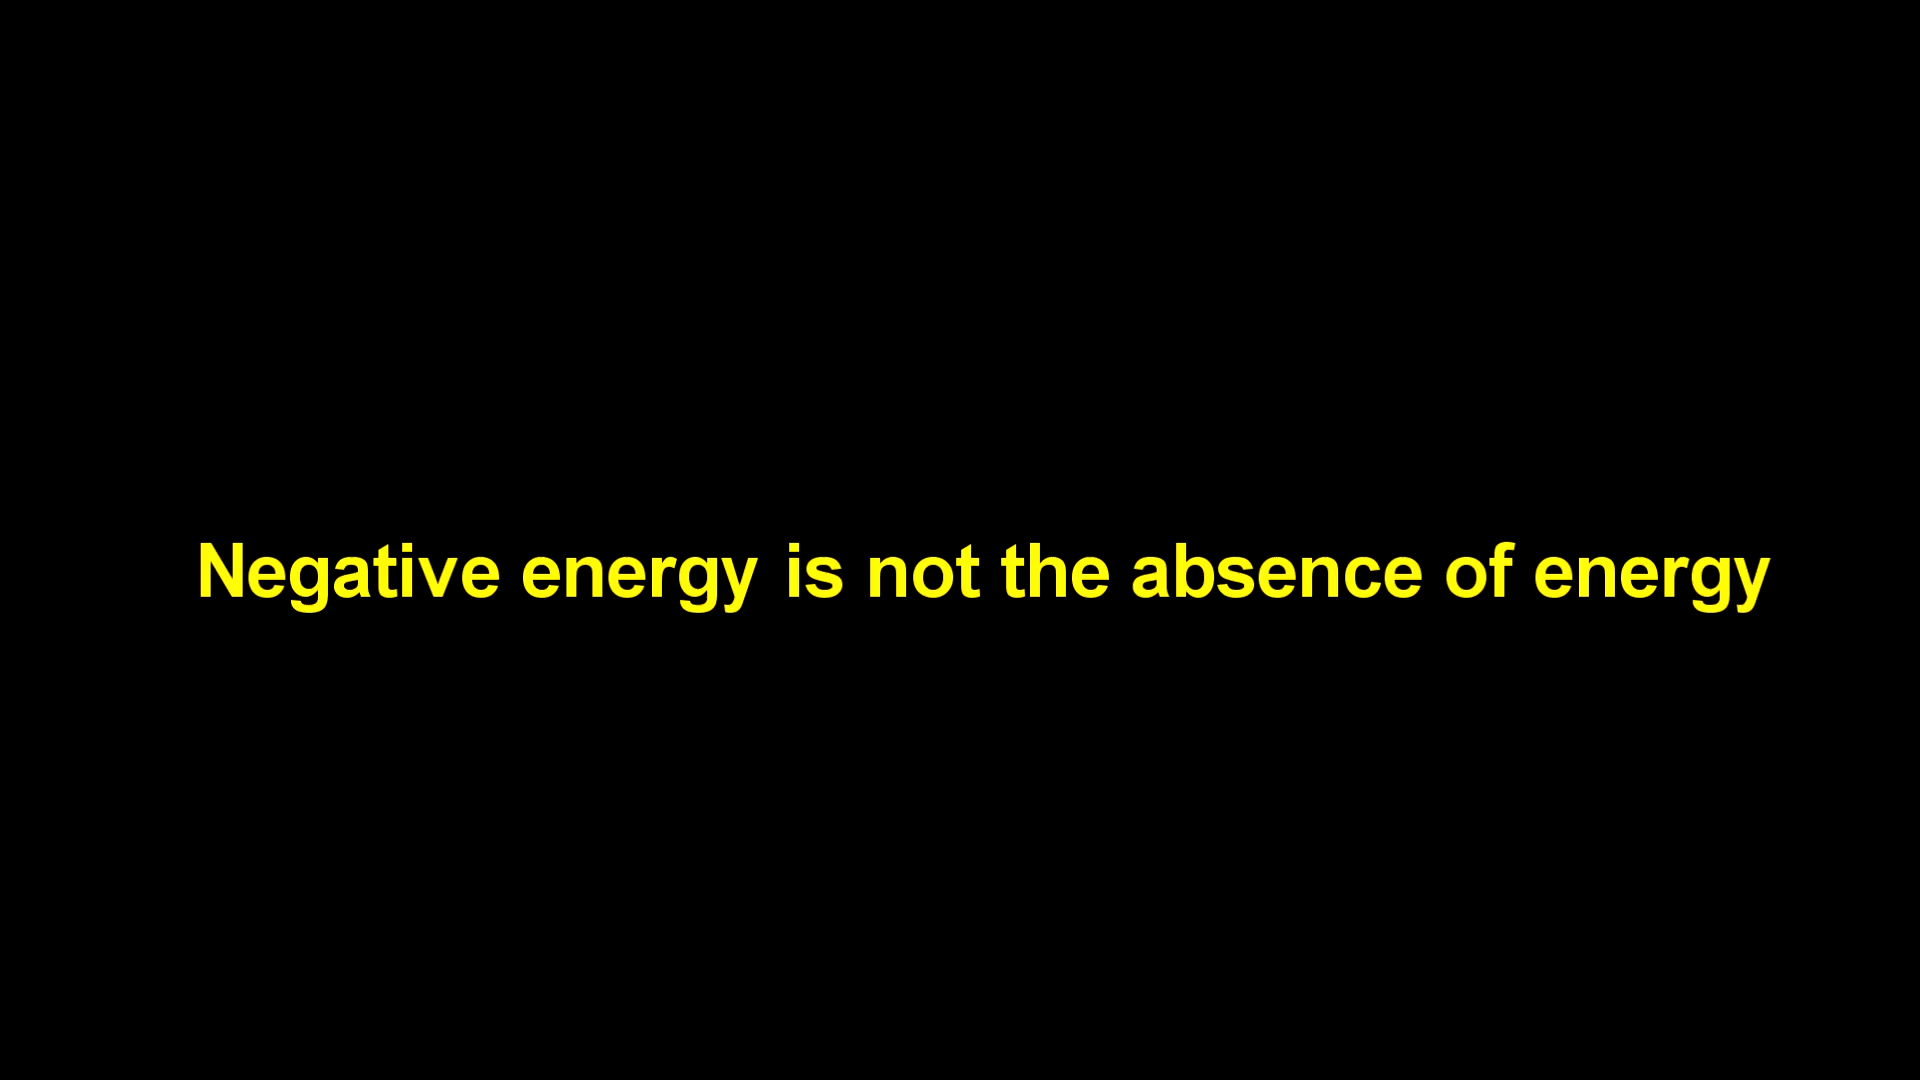 Negative energy is not the absence of energy